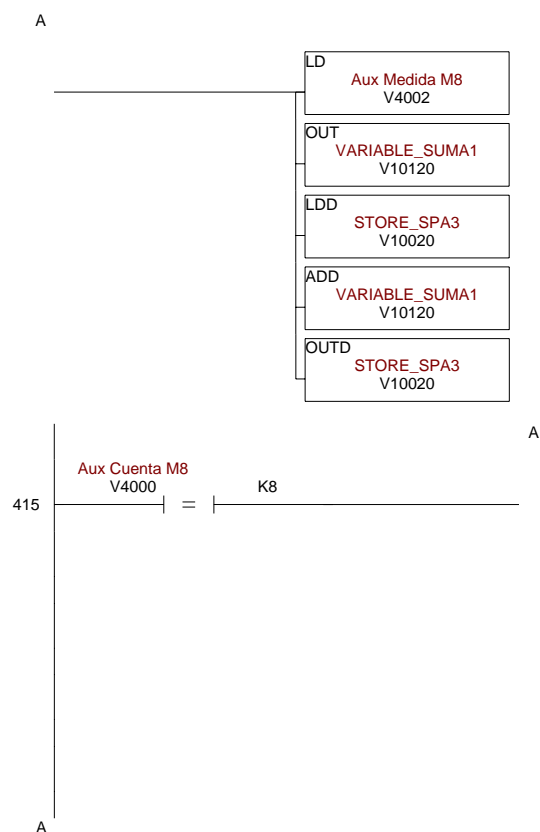 A
LD
Aux Medida M8
V4002
OUT
VARIABLE_SUMA1
V10120
LDD
STORE_SPA3
V10020
ADD
VARIABLE_SUMA1
V10120
OUTD
STORE_SPA3
V10020
A
Aux Cuenta M8
V4000
K8
415
=
A